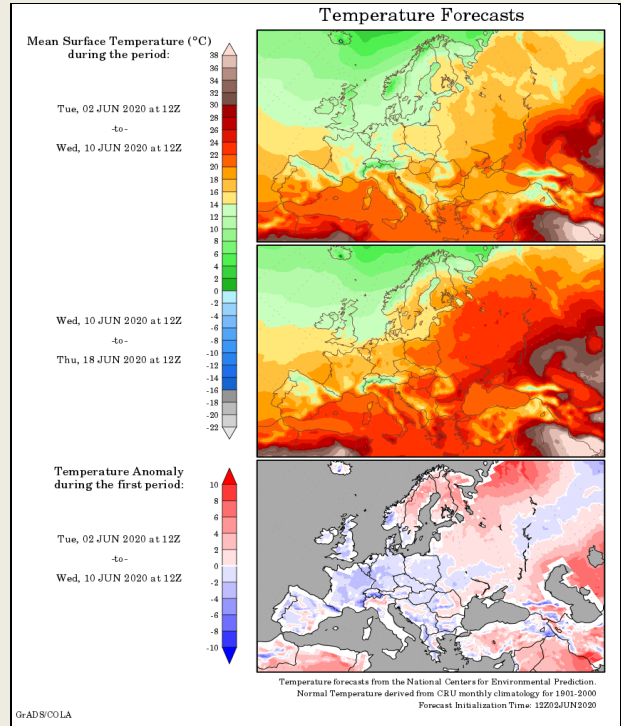 Temperature Forecasts
Mean Surface Temperature (°C)
during the period:
Tue, 02 JUN 2020 at 12Z
-to-
Wed, 10 JUN 2020 at 12Z
38
36
34
32
30
28
26
24
22
20
18
16
14
12
10
8
6
4
2
0
-2
-4
-6
-8
-10
-12
-14
-16
-18
-20
-22
Wed, 10 JUN 2020 at 12Z
-to-
Thu, 18 JUN 2020 at 12Z
Temperature Anomaly
during the first period:
Tue, 02 JUN 2020 at 12Z
-to-
Wed, 10 JUN 2020 at 12Z
10
8
6
4
2
0
-2
-4
-6
-8
-10
Temperature forecasts from the National Centers for Environmental Prediction.
Normal Temperature derived from CRU monthly climatology for 1901-2000
Forecast Initialization Time: 12Z02JUN2020
GrADS/COLA